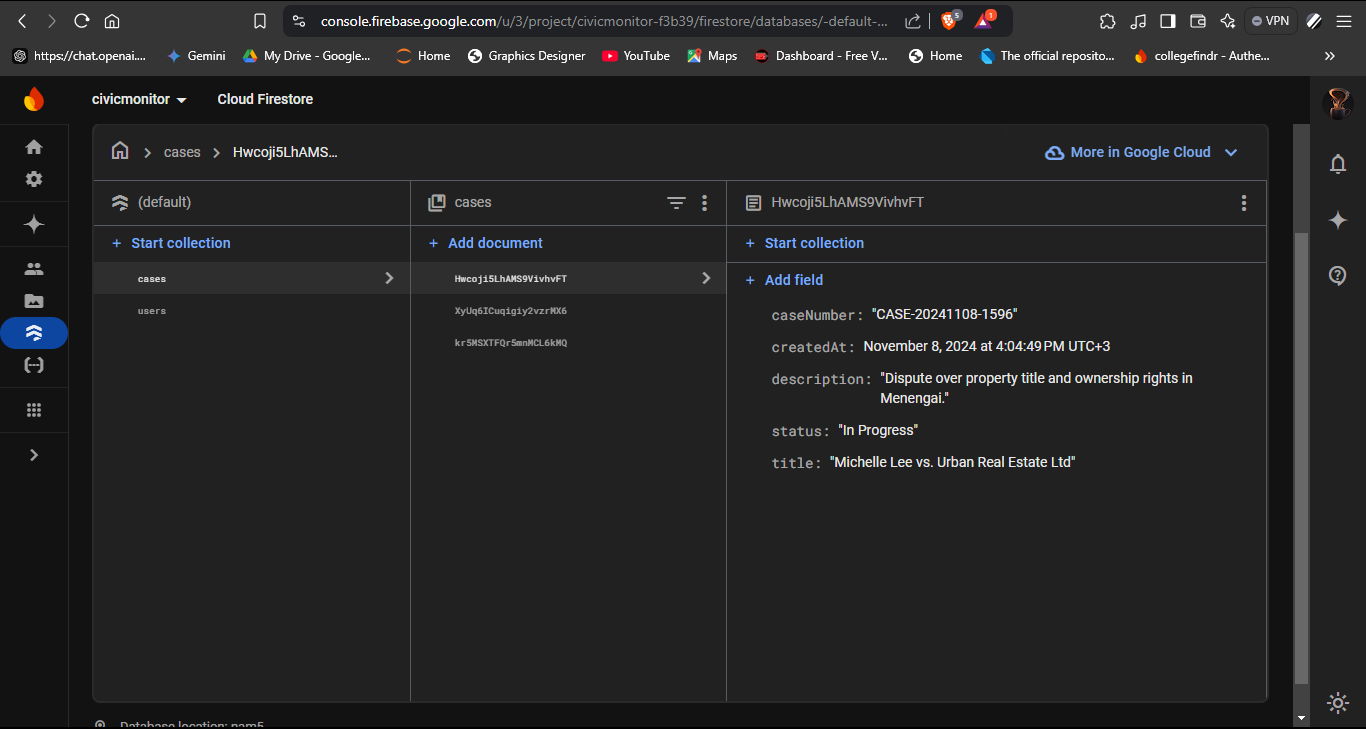 console.firebase.google.com/u/3/project/civicmonitor-f3b39/firestore/databases/-default-...
5
1
VPN
https://chat.openai....
Gemini
My Drive - Google...
Home
Graphics Designer
YouTube
Maps
Dashboard - Free V...
Home
The official reposito...
collegefindr - Authe...
civicmonitor
Cloud Firestore
cases
Hwcoji5LhAMS...
More in Google Cloud
(default)
cases
Hwcoji5LhAMS9VivhvFT
+ Start collection
+ Add document
+ Start collection
cases
Hwcoji5LhAMS9VivhvFT
+ Add field
users
XyUq6ICuqigiy2vzrMX6
kr5MSXTFQr5mnMCL6kMQ
caseNumber: "CASE-20241108-1596"
createdAt: November 8, 2024 at 4:04:49 PM UTC+3
description: "Dispute over property title and ownership rights in
Menengai."
status: "In Progress"
title: "Michelle Lee vs. Urban Real Estate Ltd"
Database location: nam5